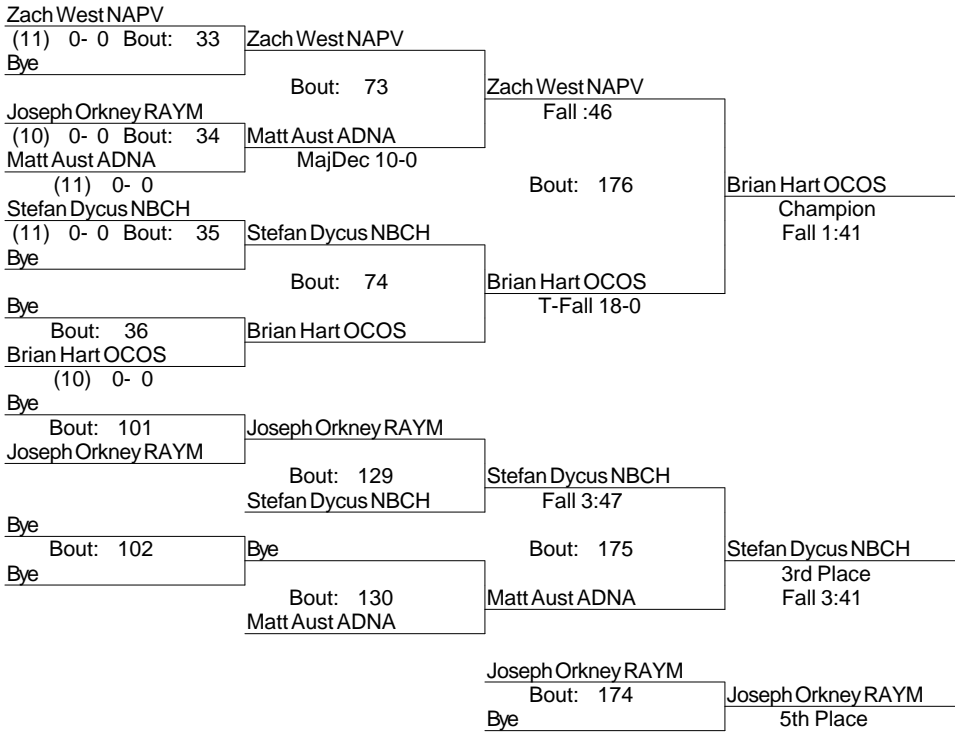 Zach West NAPV
(11) 0- 0 Bout: 33 Zach West NAPV
Bye
Bout: 73 Zach West NAPV
Joseph Orkney RAYM Fall :46
(10) 0- 0 Bout: 34 Matt Aust ADNA
Matt Aust ADNA MajDec 10-0
(11) 0- 0 Bout: 176 Brian Hart OCOS
Stefan Dycus NBCH Champion
(11) 0- 0 Bout: 35 Stefan Dycus NBCH Fall 1:41
Bye
Bout: 74 Brian Hart OCOS
Bye T-Fall 18-0
Bout: 36 Brian Hart OCOS
Brian Hart OCOS
(10) 0- 0
Bye
Bout: 101 Joseph Orkney RAYM
Joseph Orkney RAYM
Bout: 129 Stefan Dycus NBCH
Stefan Dycus NBCH Fall 3:47
Bye
Bout: 102 Bye Bout: 175 Stefan Dycus NBCH
Bye 3rd Place
Bout: 130 Matt Aust ADNA Fall 3:41
Matt Aust ADNA
Joseph Orkney RAYM
Bout: 174 Joseph Orkney RAYM
Bye 5th Place